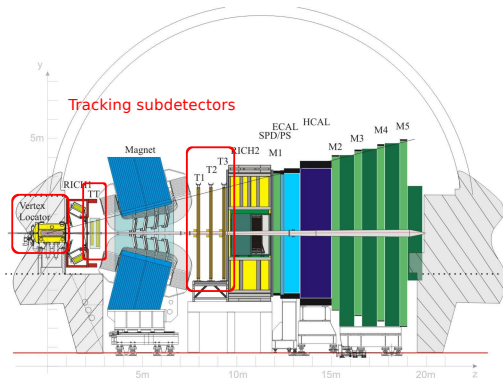 y
Tracking subdetectors
5m
HCAL
ECAL
SPD/PS
M5
M4
M3
M2
M1
Magnet
RICH2
T3
T2
T1
RICH1
TT
Vertex
Locator
5m
10m
15m
20m
z